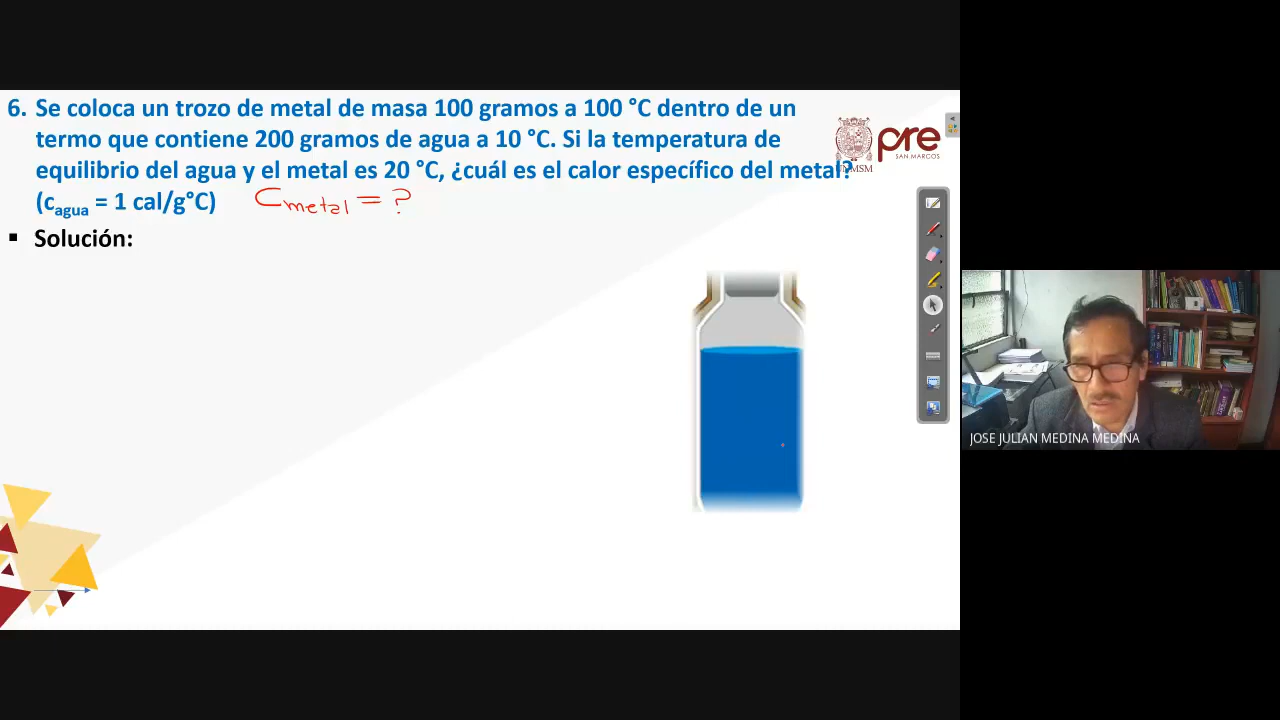 6. Se coloca un trozo de metal de masa 100 gramos a 100 °C dentro de un
termo que contiene 200 gramos de agua a 10 °C. Si la temperatura de
equilibrio del agua y el metal es 20 °C, ¿cuál es el calor específico del metal?
(cagua = 1 cal/g°C) Cmetal = ?
▪ Solución:
pre
SAN MARCOS
JOSE JULIAN MEDINA MEDINA